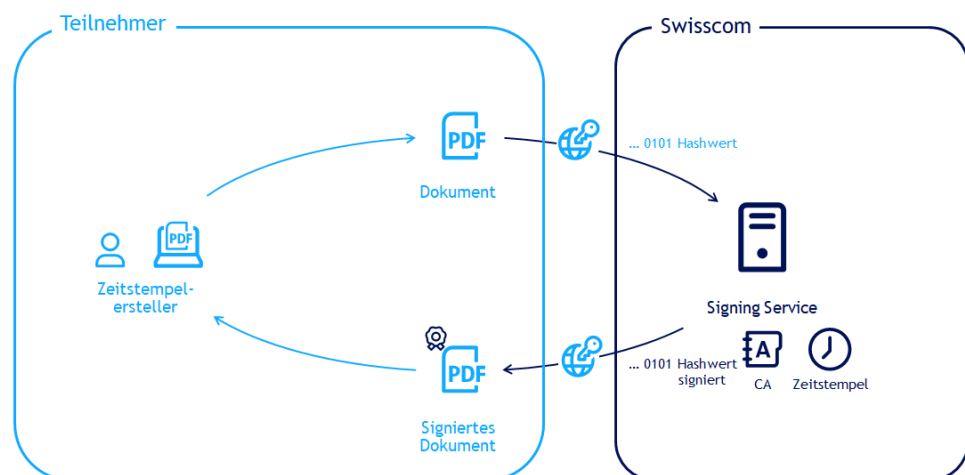 Teilnehmer
Swisscom
PDF
Dokument
... 0101 Hashwert
PDF
Zeitstempel-
ersteller
Signing Service
PDF
Signiertes
Dokument
... 0101 Hashwert
signiert
A
CA
Zeitstempel